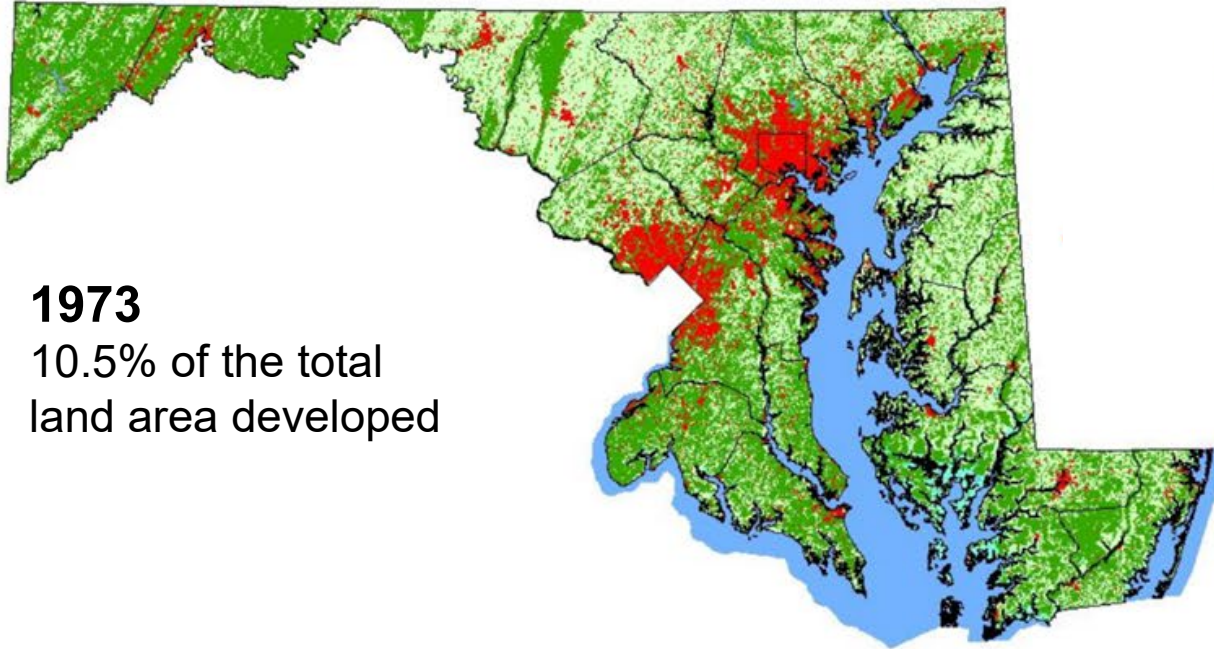 1973
10.5% of the total
land area developed